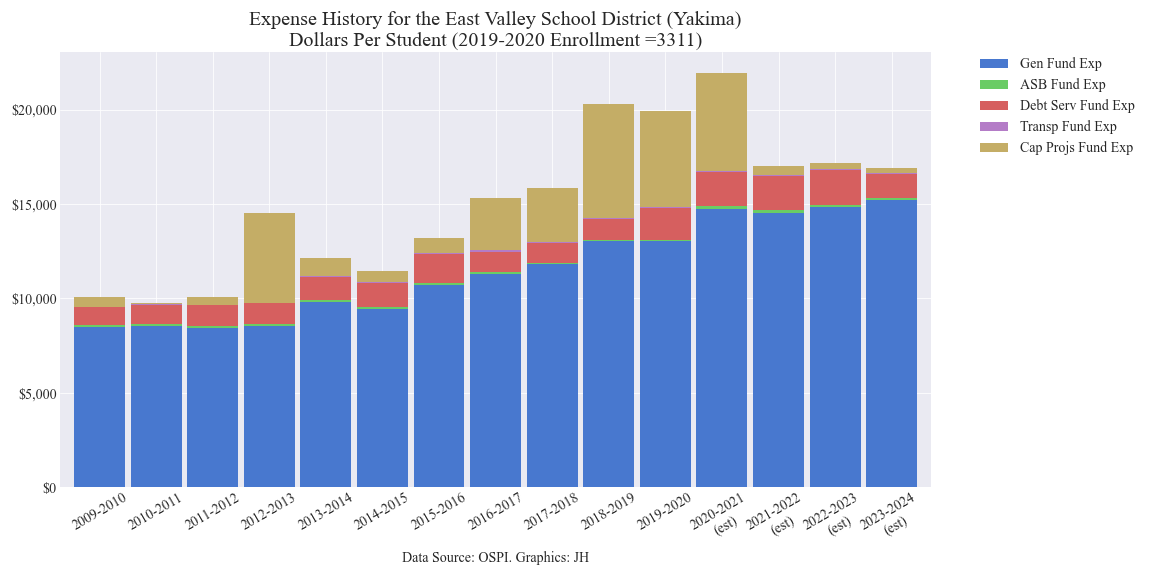 Expense History for the East Valley School District (Yakima)
Dollars Per Student (2019-2020 Enrollment =3311)
Gen Fund Exp
ASB Fund Exp
Debt Serv Fund Exp
Transp Fund Exp
Cap Projs Fund Exp
$20,000
$15,000
$10,000
$5,000
$0
2009-2010
2010-2011
2011-2012
2012-2013
2013-2014
2014-2015
2015-2016
2016-2017
2017-2018
2018-2019
2019-2020
2020-2021
(est)
2021-2022
(est)
2022-2023
(est)
2023-2024
(est)
Data Source: OSPI. Graphics: JH